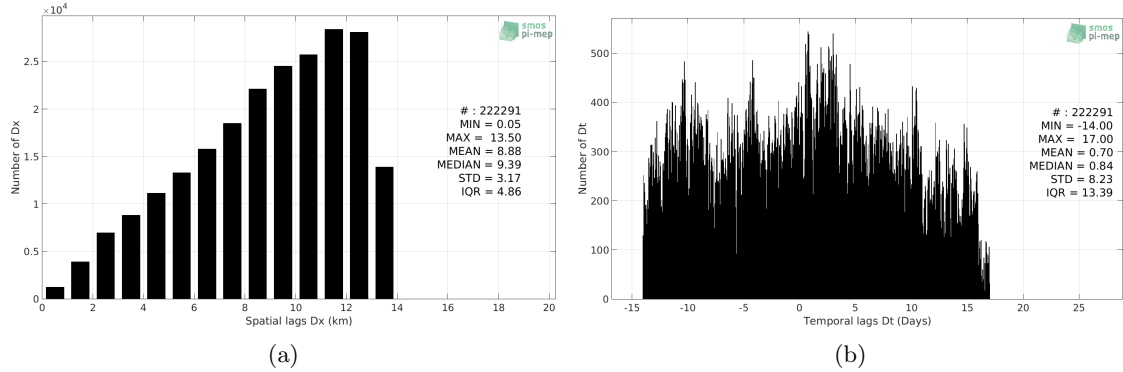 ×10⁴
smos
pi-mep
2.5
2
1.5
1
0.5
0
Number of Dx
# : 222291
MIN = 0.05
MAX = 13.50
MEAN = 8.88
MEDIAN = 9.39
STD = 3.17
IQR = 4.86
0 2 4 6 8 10 12 14 16 18 20
Spatial lags Dx (km)
(a)
smos
pi-mep
500
400
300
200
100
0
Number of Dt
# : 222291
MIN = -14.00
MAX = 17.00
MEAN = 0.70
MEDIAN = 0.84
STD = 8.23
IQR = 13.39
-15 -10 -5 0 5 10 15 20 25
Temporal lags Dt (Days)
(b)